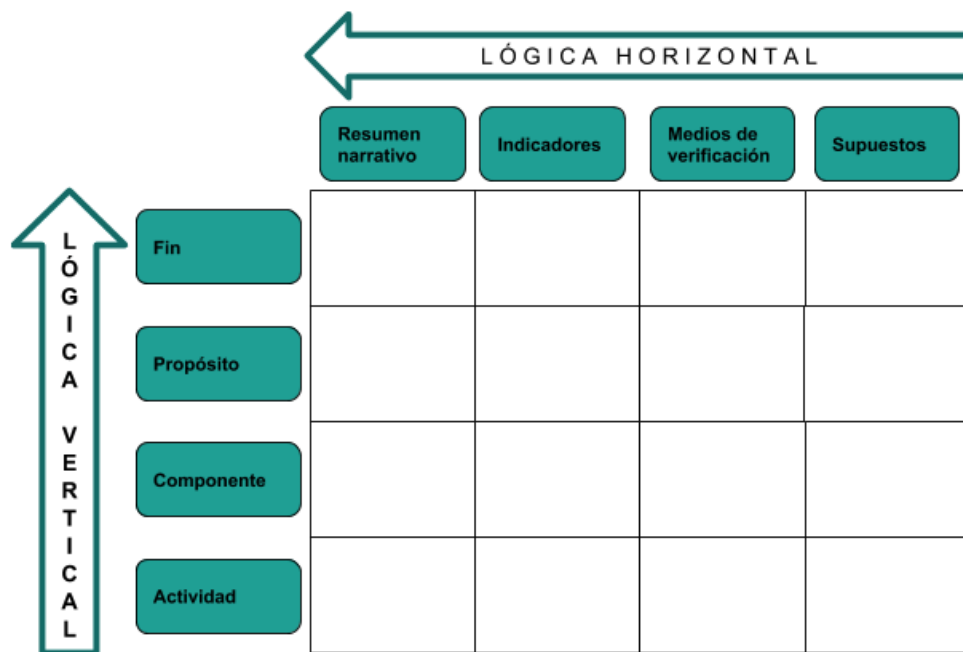 LÓGICA HORIZONTAL
Resumen
narrativo
Indicadores
Medios de
verificación
Supuestos
LÓGICA VERTICAL
Fin
Propósito
Componente
Actividad